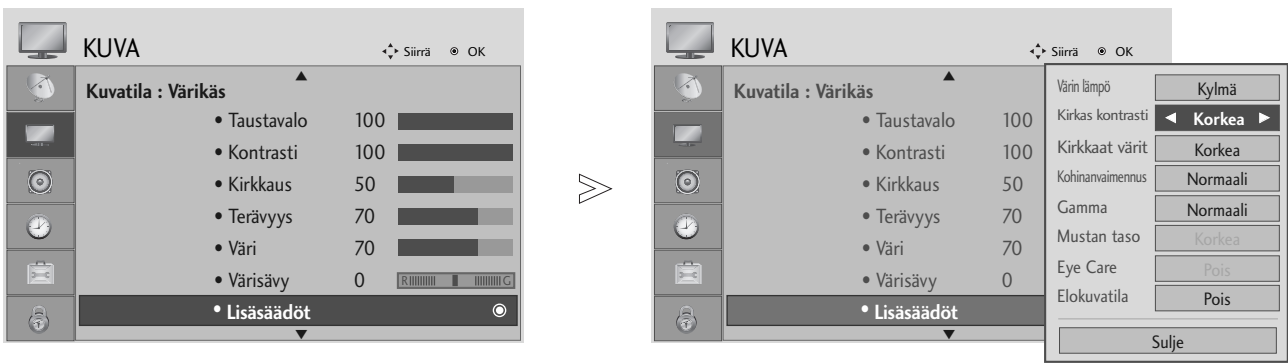 KUVA
Siirrä OK
Kuvatila : Värikäs
• Taustavalo 100
• Kontrasti 100
• Kirkkaus 50
• Terävyys 70
• Väri 70
• Värisävy 0 R G
• Lisäsäädöt
KUVA
Siirrä OK
Kuvatila : Värikäs
• Taustavalo 100
• Kontrasti 100
• Kirkkaus 50
• Terävyys 70
• Väri 70
• Värisävy 0
• Lisäsäädöt
Värin lämpö Kylmä
Kirkas kontrasti ◄ Korkea ►
Kirkkaat värit Korkea
Kohinanvaimennus Normaali
Gamma Normaali
Mustan taso Korkea
Eye Care Pois
Elokuvatila Pois
Sulje